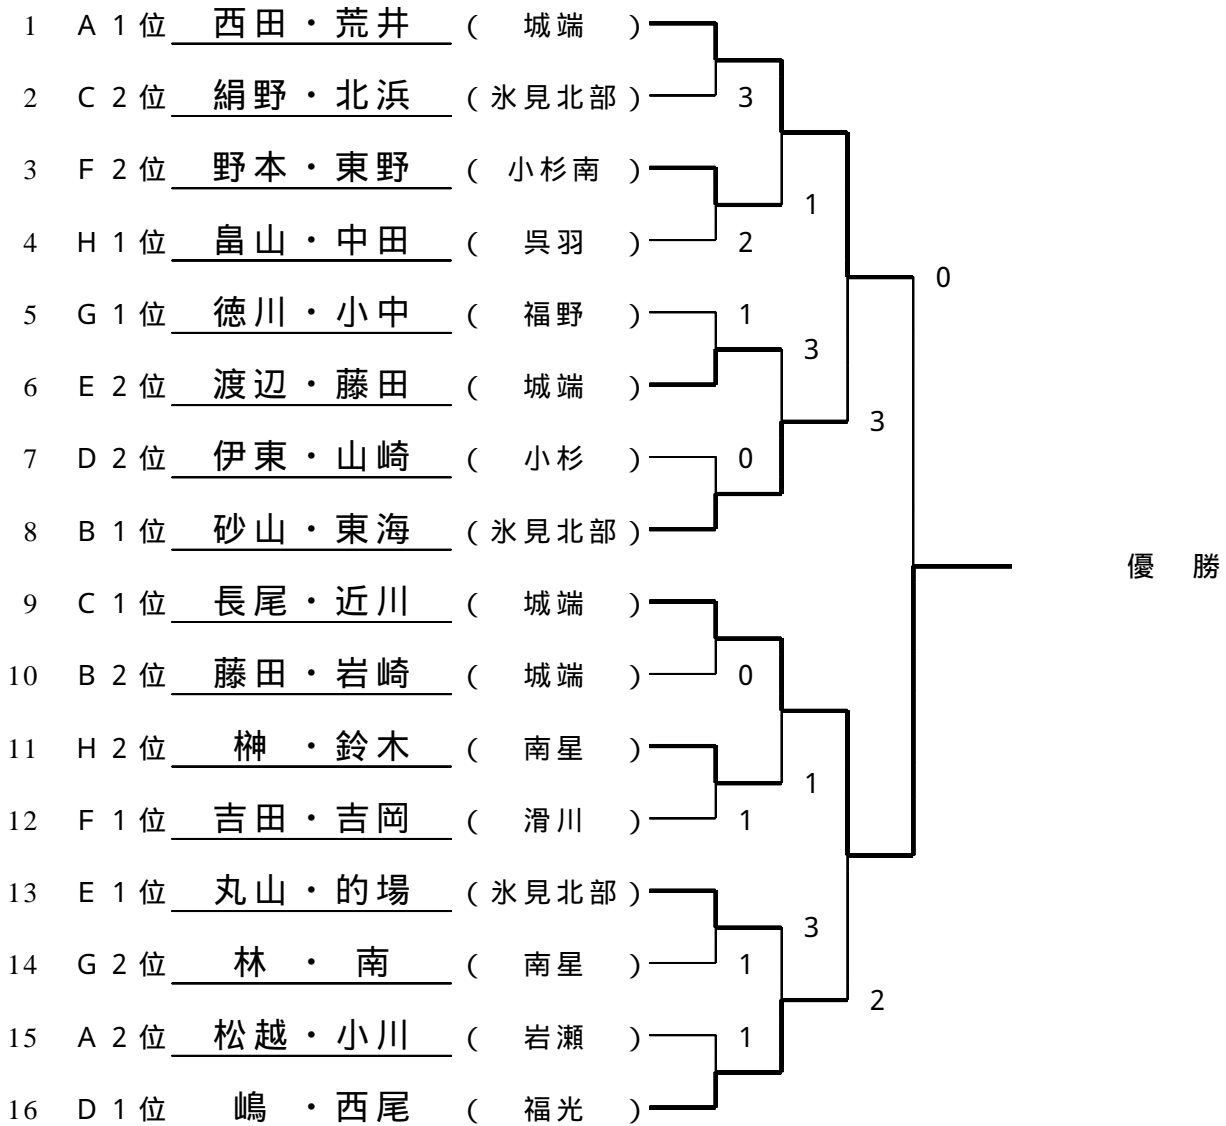 1 A 1 位 西田・荒井 ( 城端 )
2 C 2 位 絹野・北浜 ( 氷見北部 ) 3
3 F 2 位 野本・東野 ( 小杉南 )
1
4 H 1 位 畠山・中田 ( 呉羽 ) 2
0
5 G 1 位 徳川・小中 ( 福野 ) 1
3
6 E 2 位 渡辺・藤田 ( 城端 )
3
7 D 2 位 伊東・山崎 ( 小杉 ) 0
8 B 1 位 砂山・東海 ( 氷見北部 )
優 勝
9 C 1 位 長尾・近川 ( 城端 )
10 B 2 位 藤田・岩崎 ( 城端 ) 0
11 H 2 位 榊 ・鈴木 ( 南星 )
1
12 F 1 位 吉田・吉岡 ( 滑川 ) 1
13 E 1 位 丸山・的場 ( 氷見北部 )
3
14 G 2 位 林 ・ 南 ( 南星 ) 1
2
15 A 2 位 松越・小川 ( 岩瀬 ) 1
16 D 1 位 嶋 ・西尾 ( 福光 )